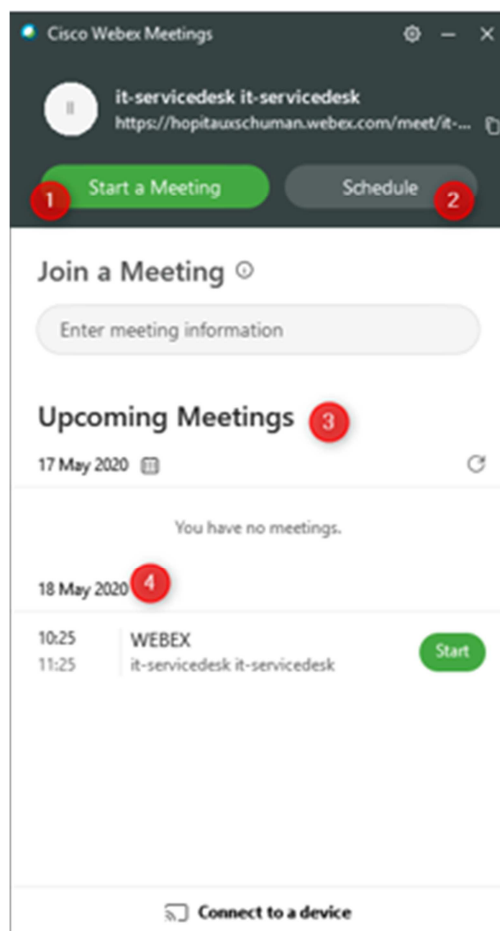 Cisco Webex Meetings
it-servicedesk it-servicedesk
https://hopitauxschuman.webex.com/meet/it-...
1 Start a Meeting Schedule 2
Join a Meeting
Enter meeting information
Upcoming Meetings 3
17 May 2020
You have no meetings.
18 May 2020 4
10:25 WEBEX Start
11:25 it-servicedesk it-servicedesk
Connect to a device